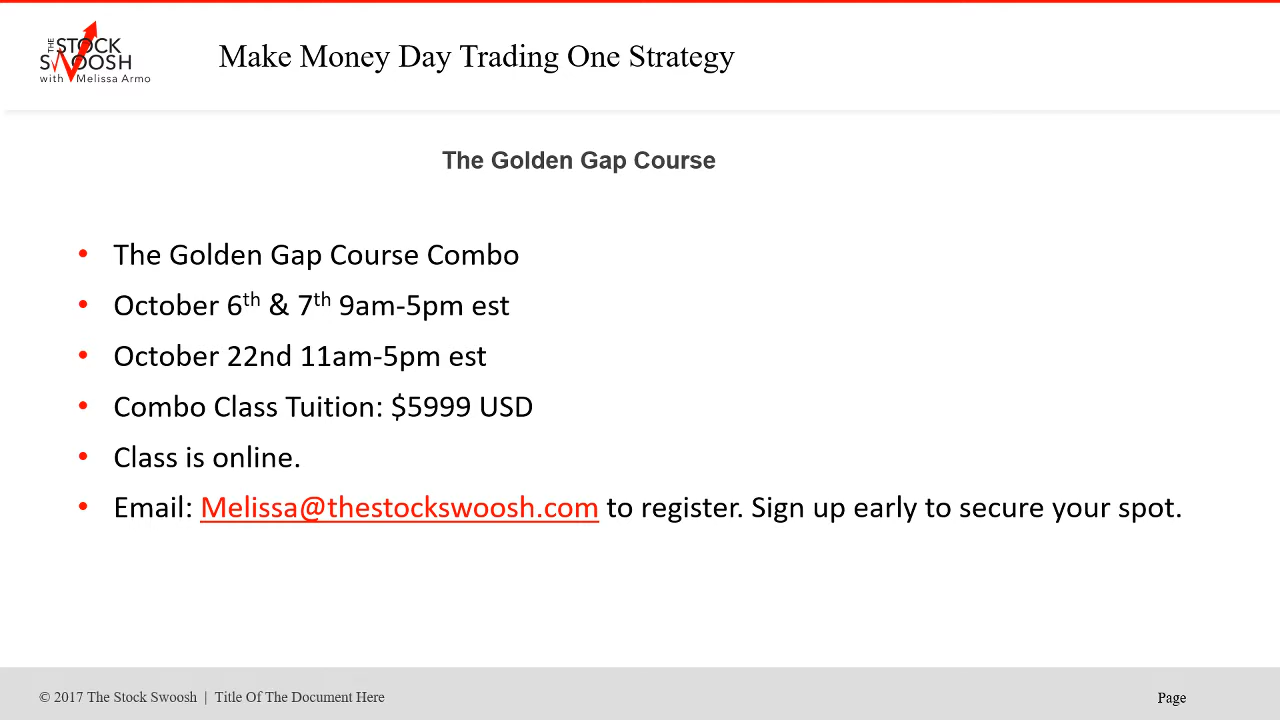 THE STOCK
SWOOSH
with Melissa Armo
Make Money Day Trading One Strategy
The Golden Gap Course
• The Golden Gap Course Combo
• October 6th & 7th 9am-5pm est
• October 22nd 11am-5pm est
• Combo Class Tuition: $5999 USD
• Class is online.
• Email: Melissa@thestockswoosh.com to register. Sign up early to secure your spot.
© 2017 The Stock Swoosh | Title Of The Document Here
Page